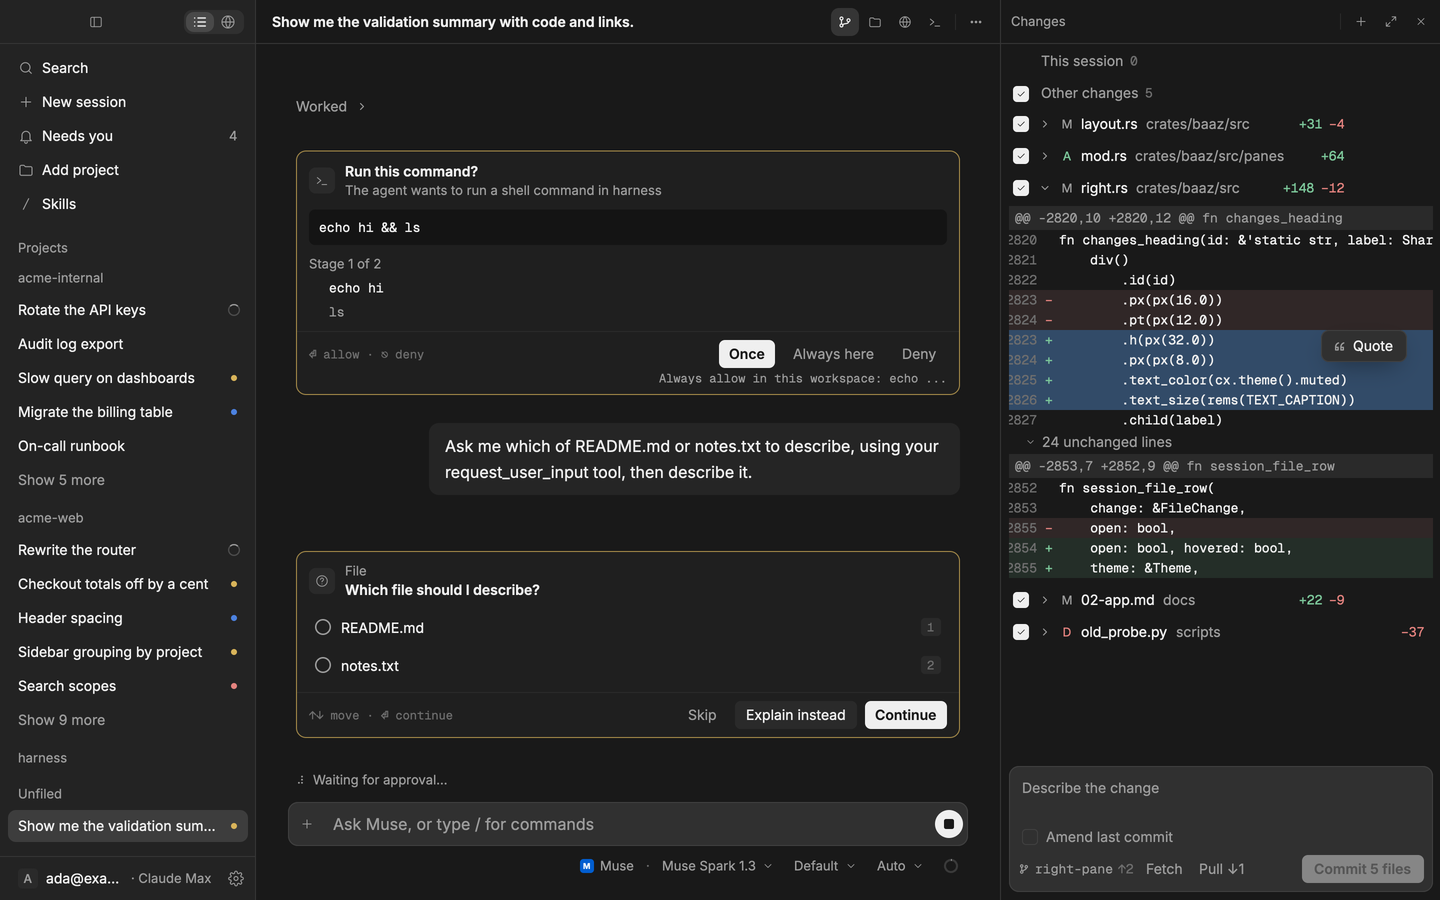 Search
New session
Needs you 4
Add project
Skills
Projects
acme-internal
Rotate the API keys
Audit log export
Slow query on dashboards
Migrate the billing table
On-call runbook
Show 5 more
acme-web
Rewrite the router
Checkout totals off by a cent
Header spacing
Sidebar grouping by project
Search scopes
Show 9 more
harness
Unfiled
Show me the validation sum...
A ada@exa... · Claude Max
Show me the validation summary with code and links.
Worked
Run this command?
The agent wants to run a shell command in harness
echo hi && ls
Stage 1 of 2
echo hi
ls
allow · deny
Once Always here Deny
Always allow in this workspace: echo ...
Ask me which of README.md or notes.txt to describe, using your
request_user_input tool, then describe it.
File
Which file should I describe?
README.md 1
notes.txt 2
↑↓ move · continue
Skip Explain instead Continue
Waiting for approval...
Ask Muse, or type / for commands
M Muse · Muse Spark 1.3 Default Auto
Changes
This session 0
Other changes 5
M layout.rs crates/baaz/src +31 −4
A mod.rs crates/baaz/src/panes +64
M right.rs crates/baaz/src +148 −12
@@ -2820,10 +2820,12 @@ fn changes_heading
2820 fn changes_heading(id: &'static str, label: Shar
2821 div()
2822 .id(id)
2823 − .px(px(16.0))
2824 − .pt(px(12.0))
2823 + .h(px(32.0))
2824 + .px(px(8.0))
2825 + .text_color(cx.theme().muted)
2826 + .text_size(rems(TEXT_CAPTION))
2827 .child(label)
Quote
24 unchanged lines
@@ -2853,7 +2852,9 @@ fn session_file_row
2852 fn session_file_row(
2853 change: &FileChange,
2855 − open: bool,
2854 + open: bool, hovered: bool,
2855 + theme: &Theme,
M 02-app.md docs +22 −9
D old_probe.py scripts −37
Describe the change
Amend last commit
right-pane ↑2 Fetch Pull ↓1 Commit 5 files